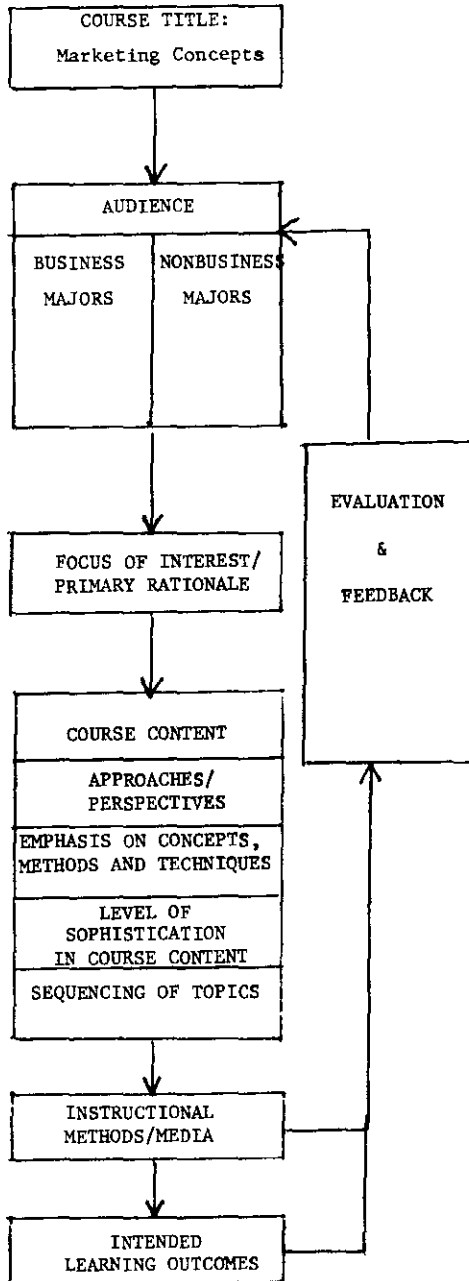 COURSE TITLE:
Marketing Concepts
AUDIENCE
BUSINESS
MAJORS
NONBUSINESS
MAJORS
FOCUS OF INTEREST/
PRIMARY RATIONALE
EVALUATION
&
FEEDBACK
COURSE CONTENT
APPROACHES/
PERSPECTIVES
EMPHASIS ON CONCEPTS,
METHODS AND TECHNIQUES
LEVEL OF
SOPHISTICATION
IN COURSE CONTENT
SEQUENCING OF TOPICS
INSTRUCTIONAL
METHODS/MEDIA
INTENDED
LEARNING OUTCOMES